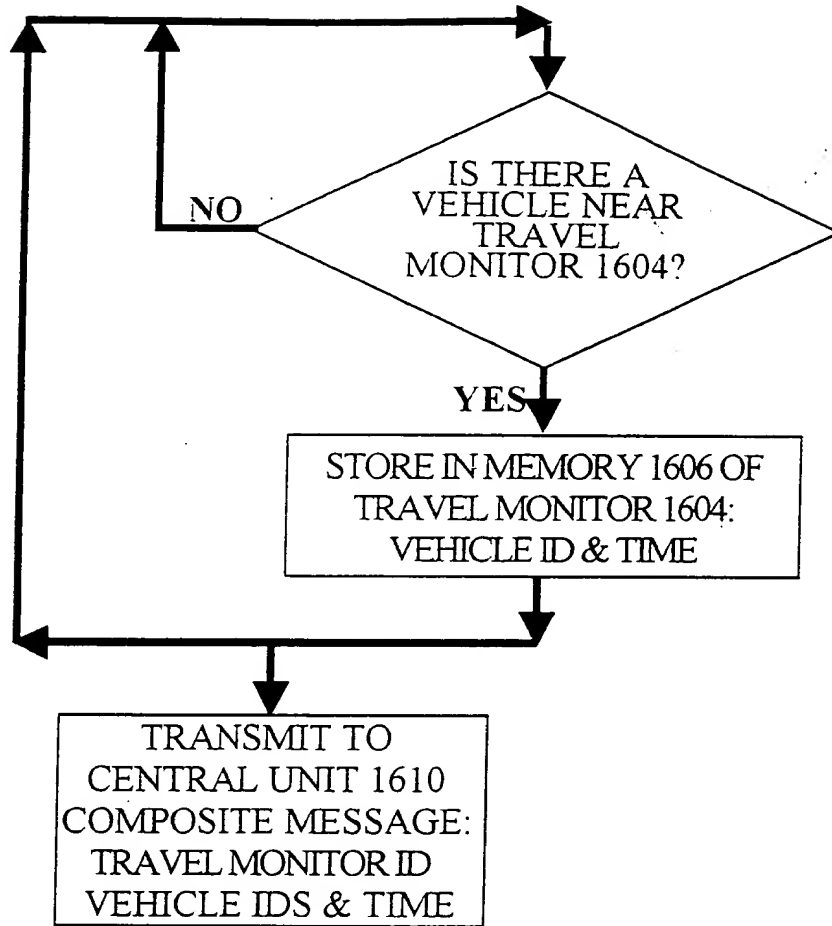 IS THERE A
VEHICLE NEAR
TRAVEL
MONITOR 1604?
NO
YES
STORE IN MEMORY 1606 OF
TRAVEL MONITOR 1604:
VEHICLE ID & TIME
TRANSMIT TO
CENTRAL UNIT 1610
COMPOSITE MESSAGE:
TRAVEL MONITOR ID
VEHICLE IDS & TIME